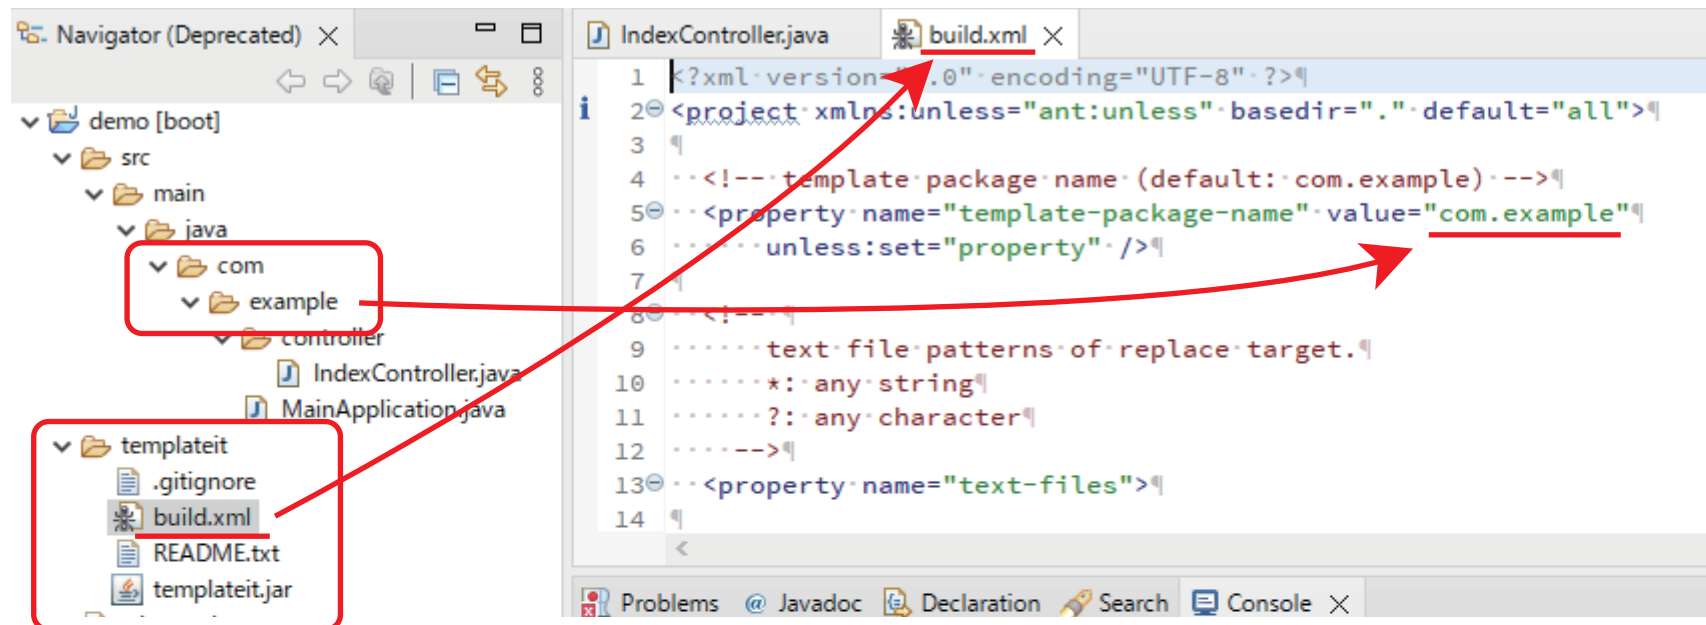 Navigator (Deprecated)
demo [boot]
src
main
java
com
example
controller
IndexController.java
MainApplication.java
templateit
.gitignore
build.xml
README.txt
templateit.jar
IndexController.java
build.xml
1 <?xml version=".0" encoding="UTF-8" ?>
2 <project xmlns:unless="ant:unless" basedir="." default="all">
3
4 <!-- template package name (default: com.example) -->
5 <property name="template-package-name" value="com.example"
6 unless:set="property" />
7
8 <!--
9 text file patterns of replace target.
10 *: any string
11 ?: any character
12 -->
13 <property name="text-files">
14
Problems @ Javadoc Declaration Search Console